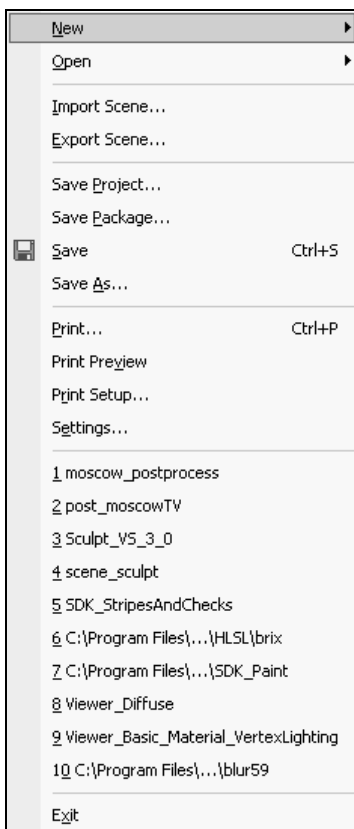 New
Open
Import Scene...
Export Scene...
Save Project...
Save Package...
Save Ctrl+S
Save As...
Print... Ctrl+P
Print Preview
Print Setup...
Settings...
1 moscow_postprocess
2 post_moscowTV
3 Sculpt_VS_3_0
4 scene_sculpt
5 SDK_StripesAndChecks
6 C:\Program Files\...\HLSL\brix
7 C:\Program Files\...\SDK_Paint
8 Viewer_Diffuse
9 Viewer_Basic_Material_VertexLighting
10 C:\Program Files\...\blur59
Exit